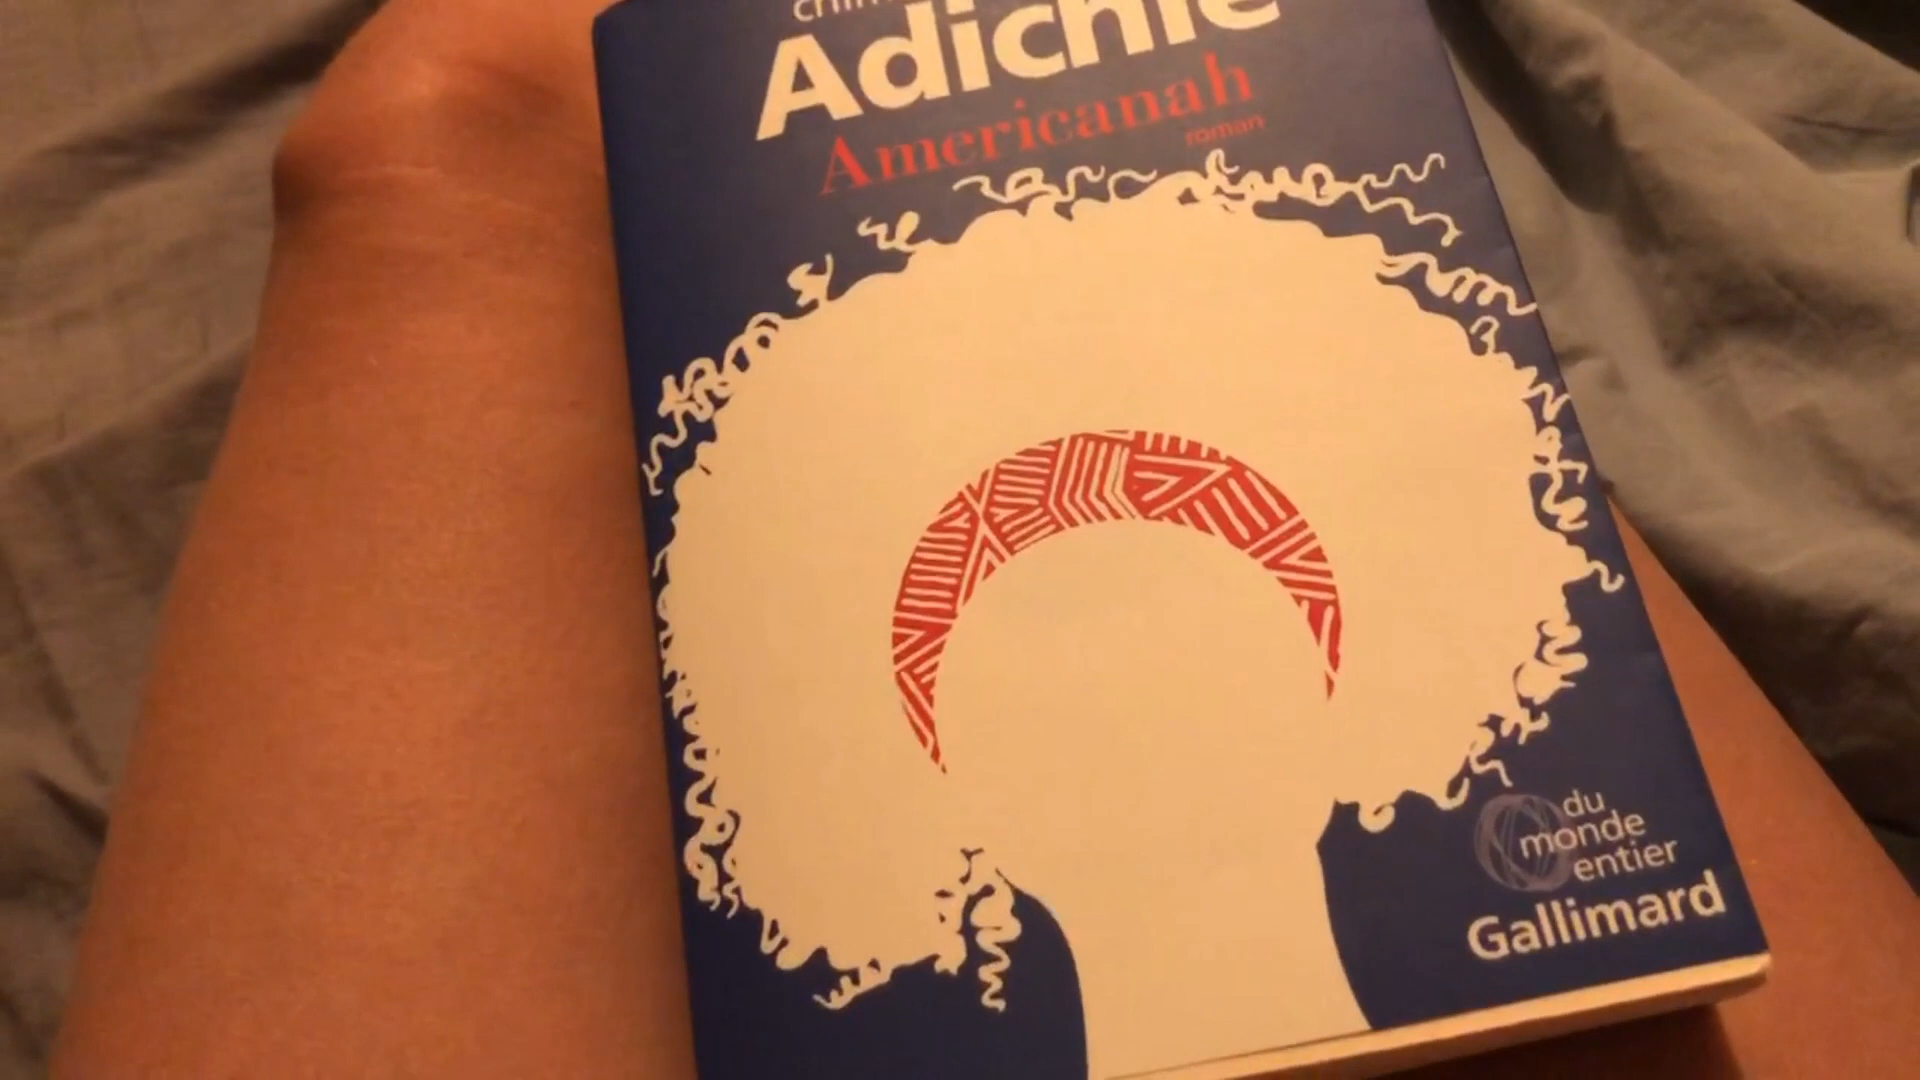 Adichie
Americanah
roman
du
monde
entier
Gallimard